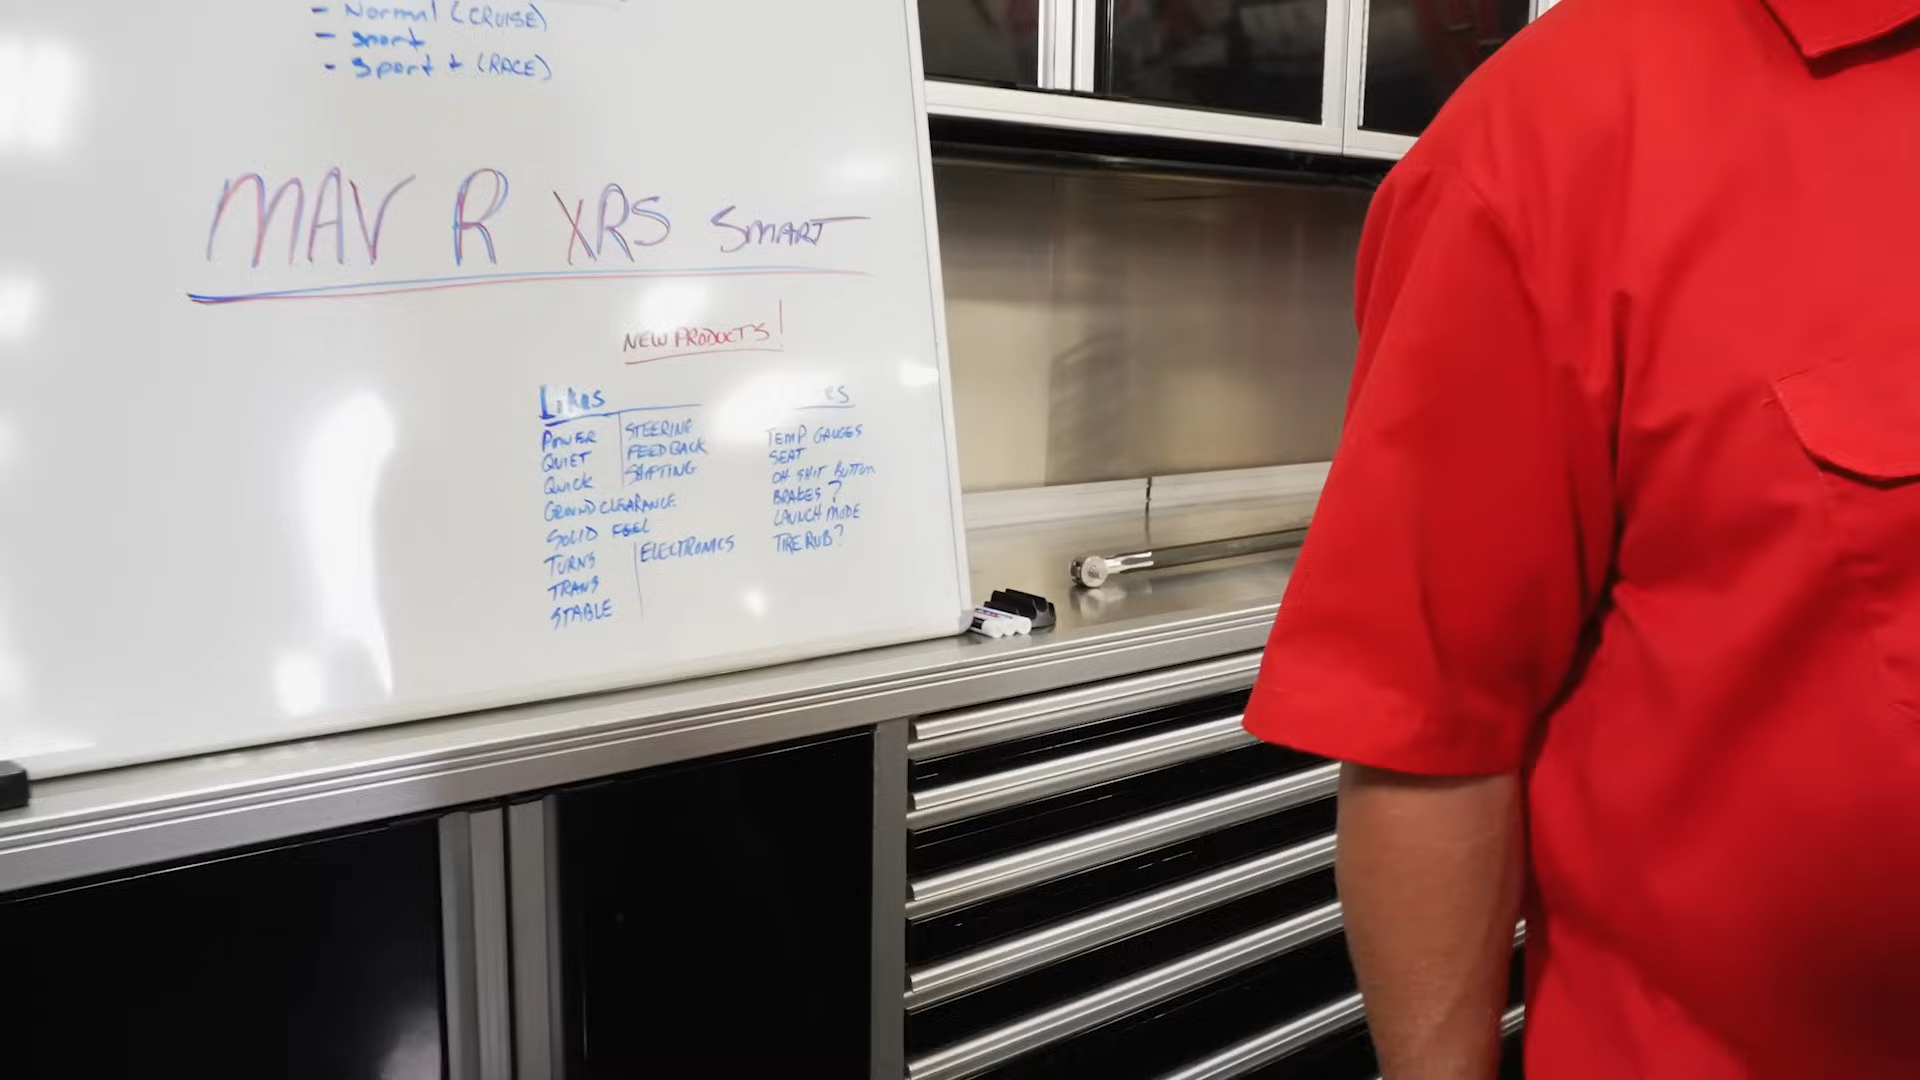 - Normal (CRUISE)
- sport
- Sport + (RACE)
MAV R XRS SMART
NEW PRODUCTS!
Likes
POWER
QUIET
QUICK
GROUND CLEARANCE
SOLID FEEL
TURNS
TRANS
STABLE
STEERING
FEEDBACK
SHIFTING
ELECTRONICS
TEMP GAUGES
SEAT
OH SHIT BUTTON
BRAKES?
LAUNCH MODE
TIRE RUB?